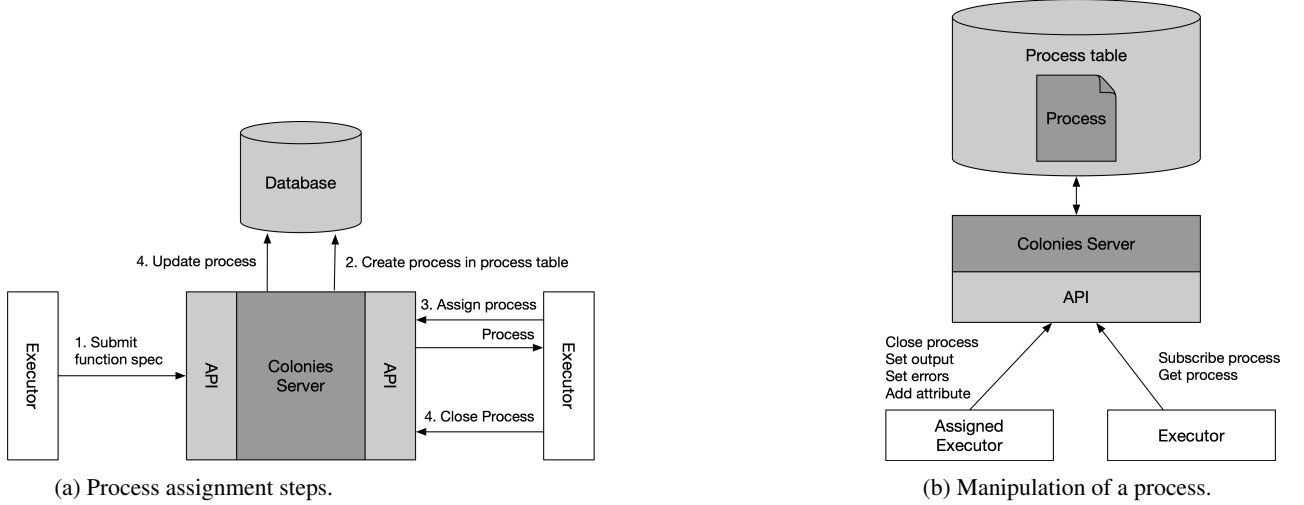 Database
4. Update process
2. Create process in process table
Executor
1. Submit
function spec
API
Colonies
Server
API
3. Assign process
Process
4. Close Process
Executor
(a) Process assignment steps.
Process table
Process
Colonies Server
API
Close process
Set output
Set errors
Add attribute
Subscribe process
Get process
Assigned
Executor
Executor
(b) Manipulation of a process.